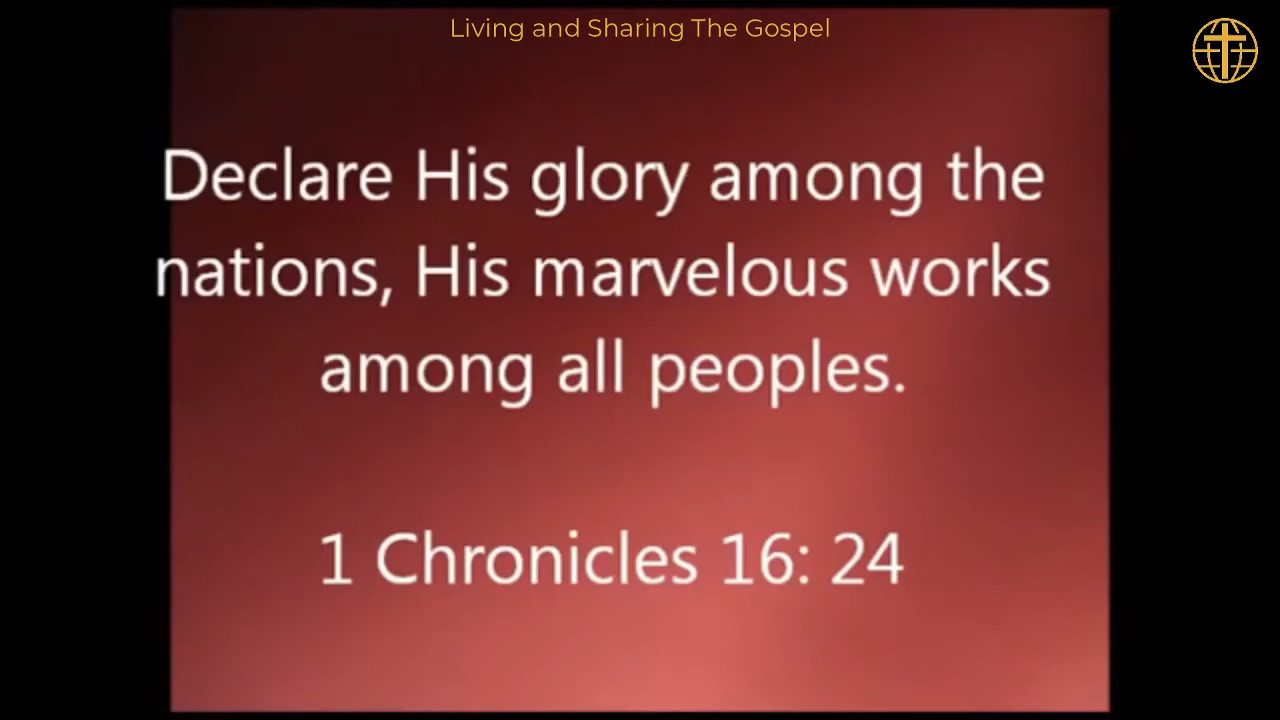 Living and Sharing The Gospel
Declare His glory among the
nations, His marvelous works
among all peoples.
1 Chronicles 16: 24